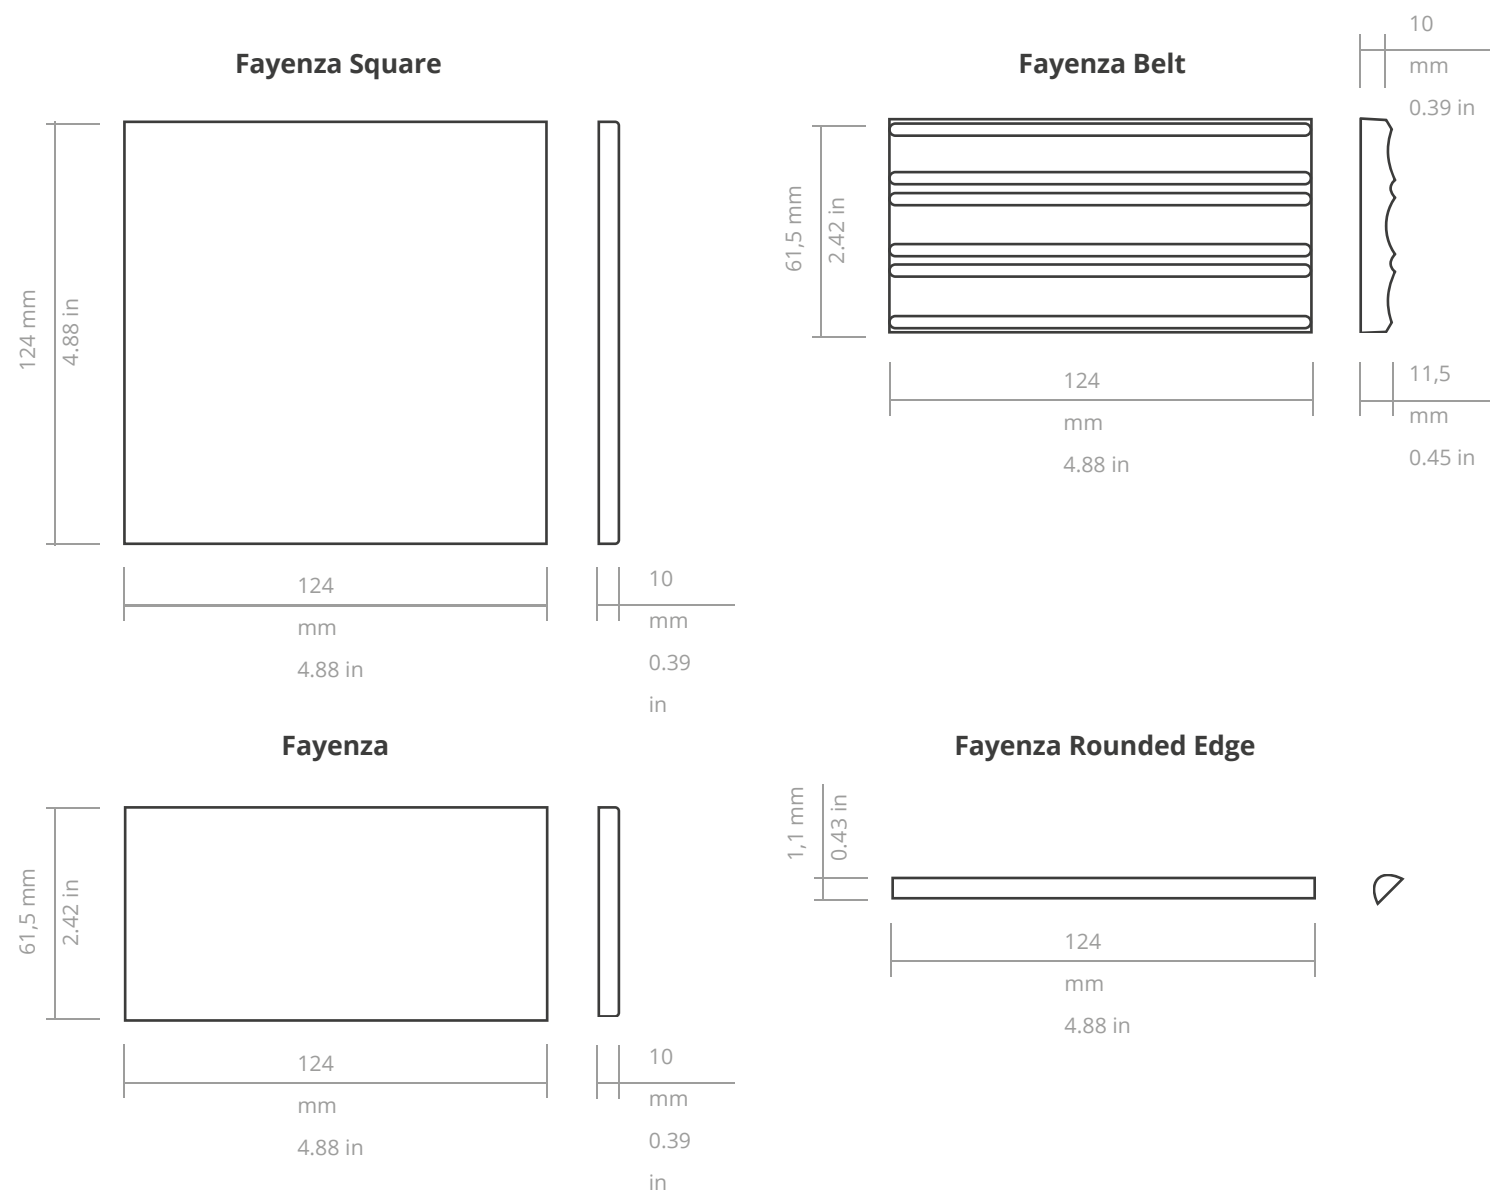 Fayenza Square
124 mm
4.88 in
124
mm
4.88 in
10
mm
0.39
in
Fayenza Belt
10
mm
0.39 in
61,5 mm
2.42 in
124
mm
4.88 in
11,5
mm
0.45 in
Fayenza
61,5 mm
2.42 in
124
mm
4.88 in
10
mm
0.39
in
Fayenza Rounded Edge
1,1 mm
0.43 in
124
mm
4.88 in